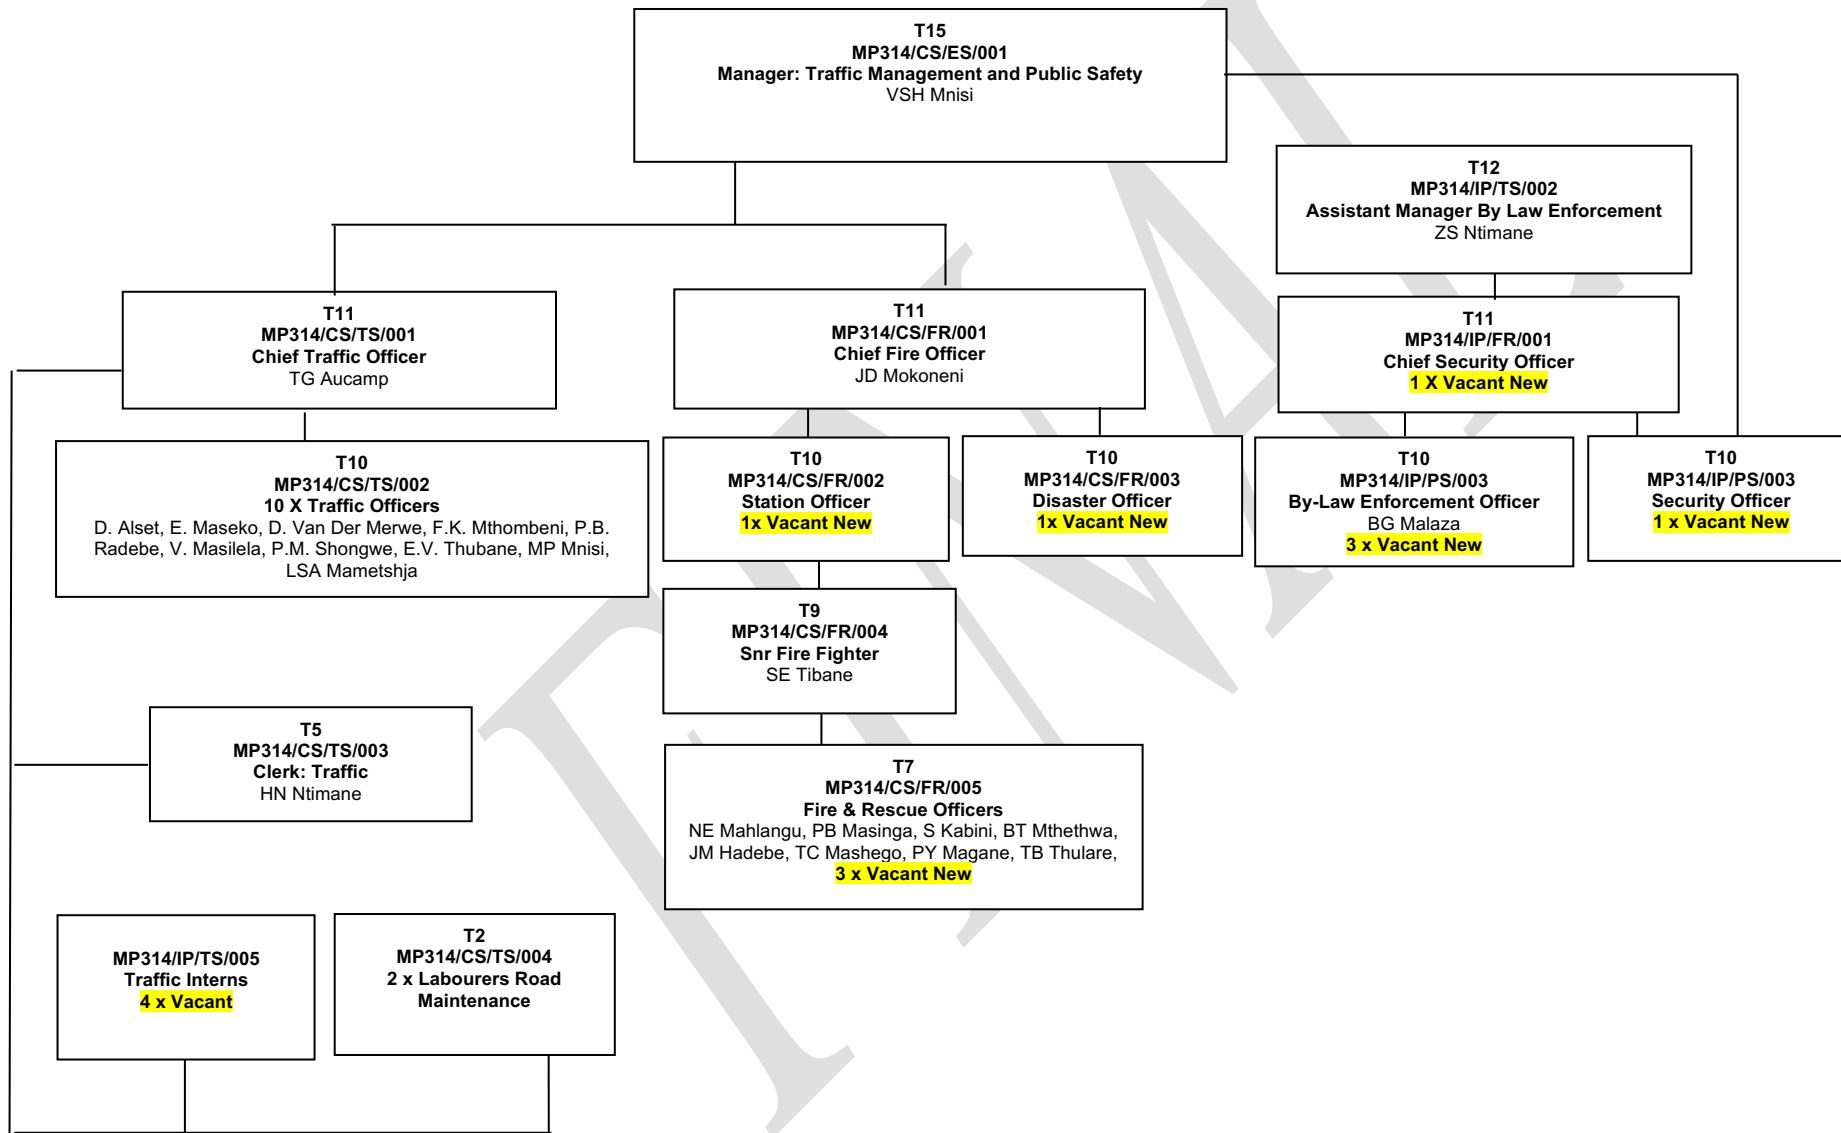 T15
MP314/CS/ES/001
Manager: Traffic Management and Public Safety
VSH Mnisi
T12
MP314/IP/TS/002
Assistant Manager By Law Enforcement
ZS Ntimane
T11
MP314/CS/TS/001
Chief Traffic Officer
TG Aucamp
T11
MP314/CS/FR/001
Chief Fire Officer
JD Mokoneni
T11
MP314/IP/FR/001
Chief Security Officer
1 X Vacant New
T10
MP314/CS/TS/002
10 X Traffic Officers
D. Alset, E. Maseko, D. Van Der Merwe, F.K. Mthombeni, P.B.
Radebe, V. Masilela, P.M. Shongwe, E.V. Thubane, MP Mnisi,
LSA Mametshja
T10
MP314/CS/FR/002
Station Officer
1x Vacant New
T10
MP314/CS/FR/003
Disaster Officer
1x Vacant New
T10
MP314/IP/PS/003
By-Law Enforcement Officer
BG Malaza
3 x Vacant New
T10
MP314/IP/PS/003
Security Officer
1 x Vacant New
T9
MP314/CS/FR/004
Snr Fire Fighter
SE Tibane
T5
MP314/CS/TS/003
Clerk: Traffic
HN Ntimane
T7
MP314/CS/FR/005
Fire & Rescue Officers
NE Mahlangu, PB Masinga, S Kabini, BT Mthethwa,
JM Hadebe, TC Mashego, PY Magane, TB Thulare,
3 x Vacant New
MP314/IP/TS/005
Traffic Interns
4 x Vacant
T2
MP314/CS/TS/004
2 x Labourers Road
Maintenance